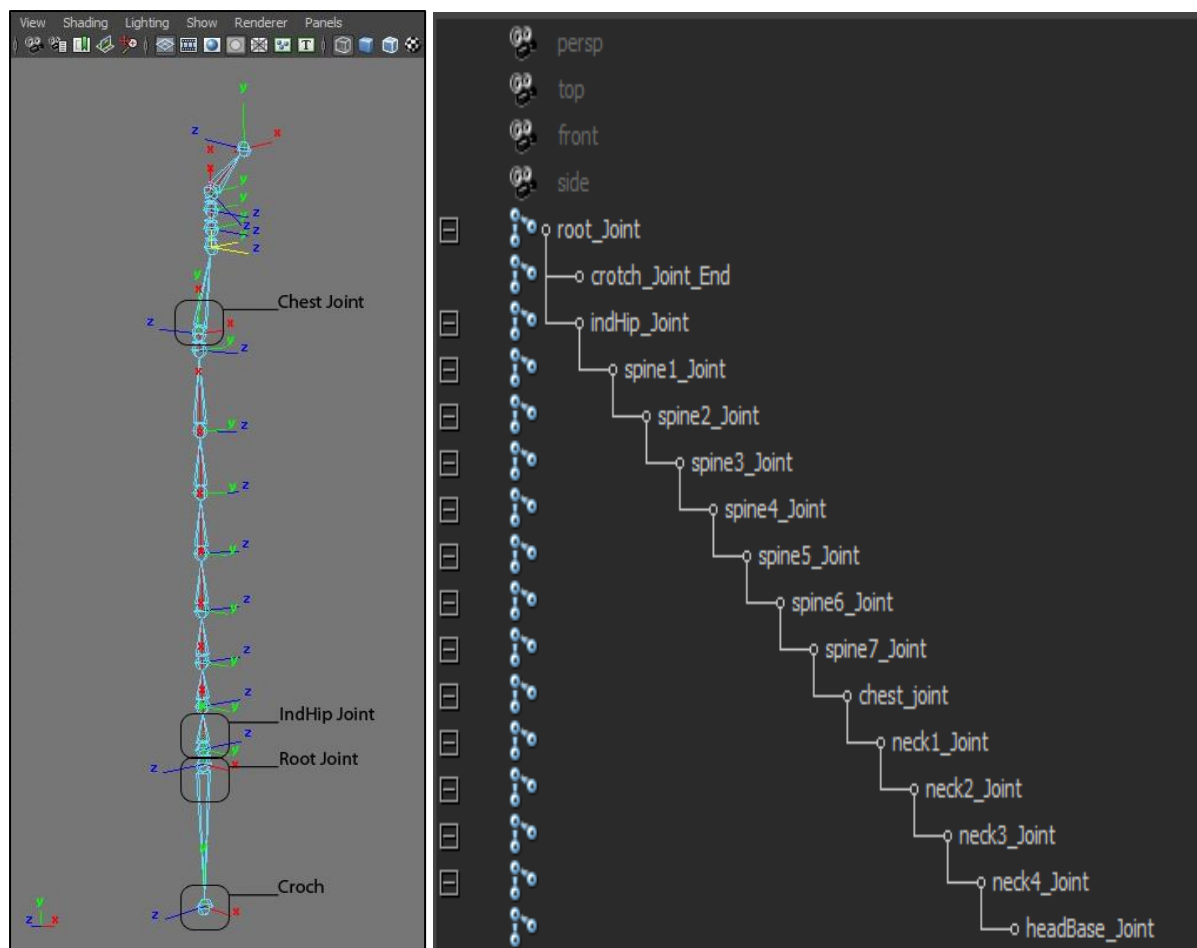 View Shading Lighting Show Renderer Panels
T
y
z x
x
x
y
y
z
y
z
z
y
x
Chest Joint
z x
y
z
x
y z
x
z
x
y
z
x
y
z
x
y
z
x
y
z
x
z
y
IndHip Joint
z
y
Root Joint
z x
y
Croch
z x
y
z x
persp
top
front
side
root_Joint
crotch_Joint_End
indHip_Joint
spine1_Joint
spine2_Joint
spine3_Joint
spine4_Joint
spine5_Joint
spine6_Joint
spine7_Joint
chest_joint
neck1_Joint
neck2_Joint
neck3_Joint
neck4_Joint
headBase_Joint